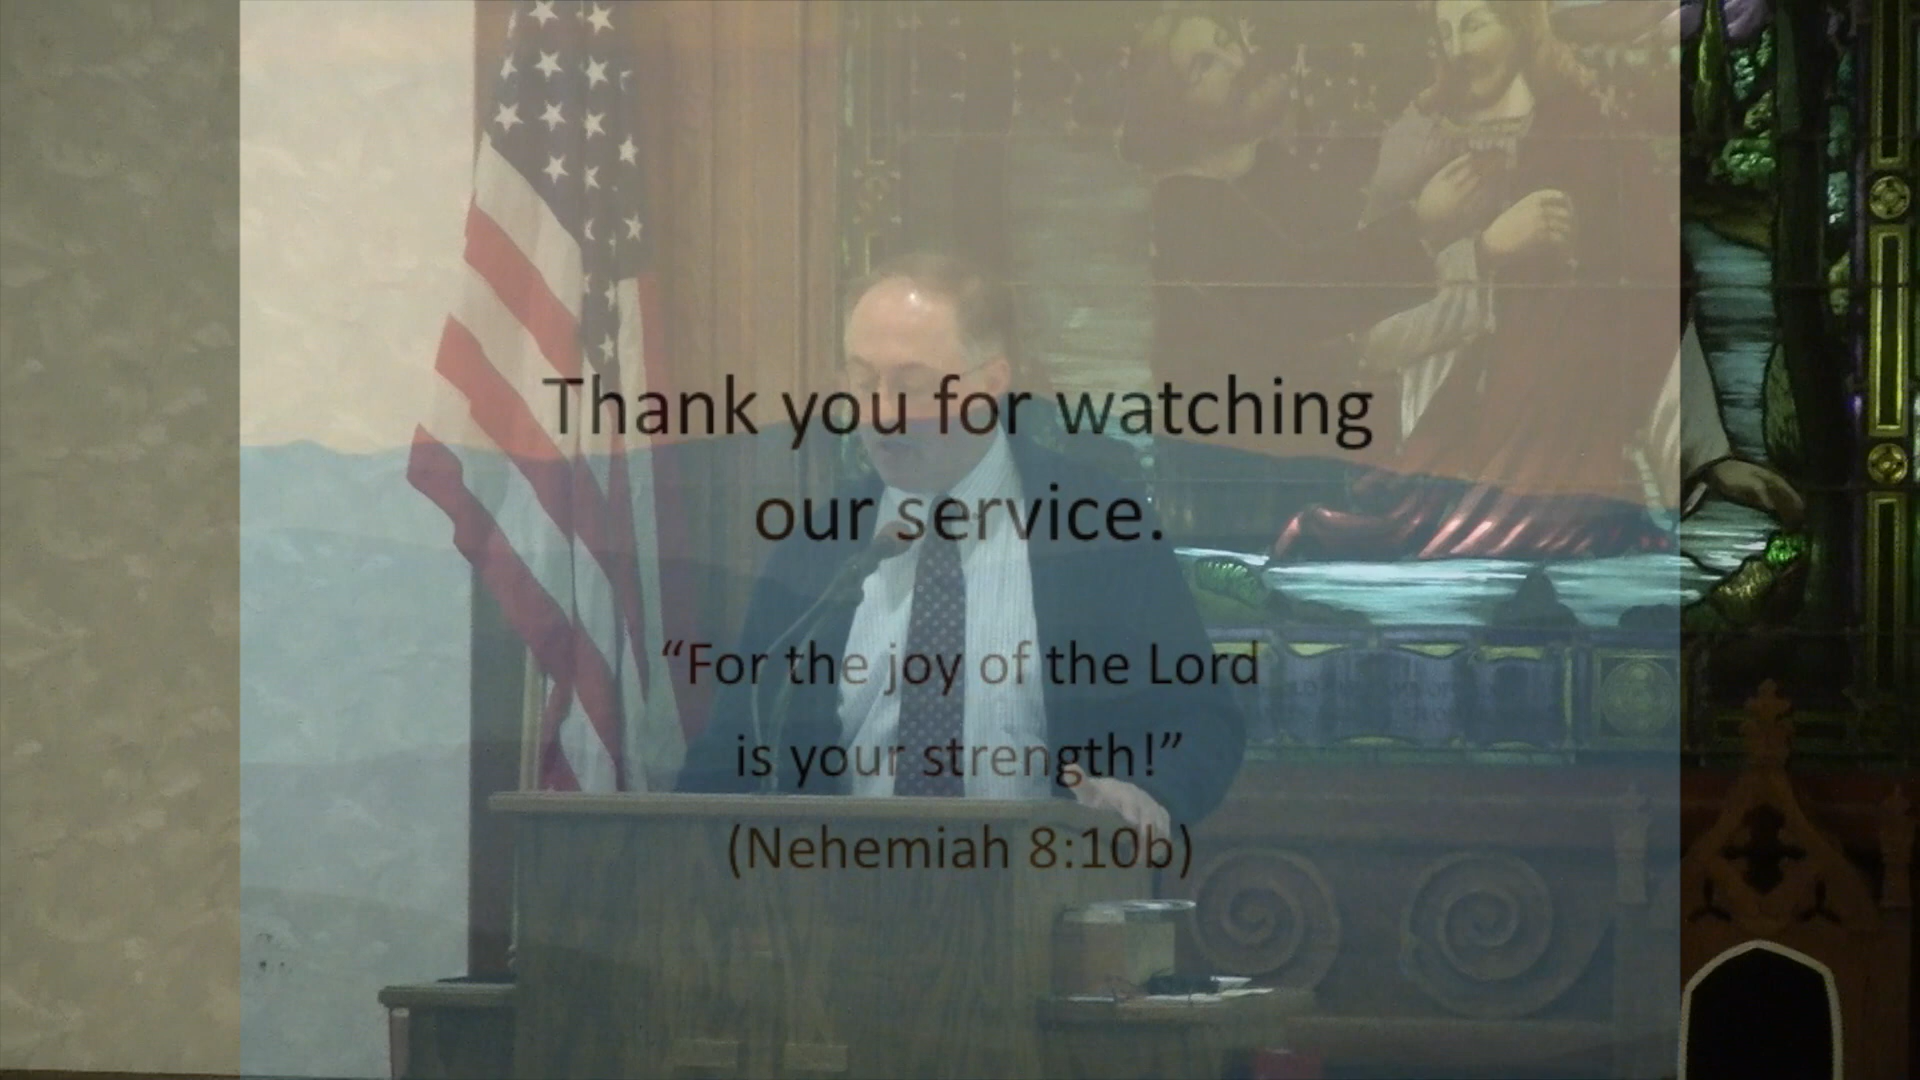 Thank you for watching
our service.
“For the joy of the Lord
is your strength!”
(Nehemiah 8:10b)